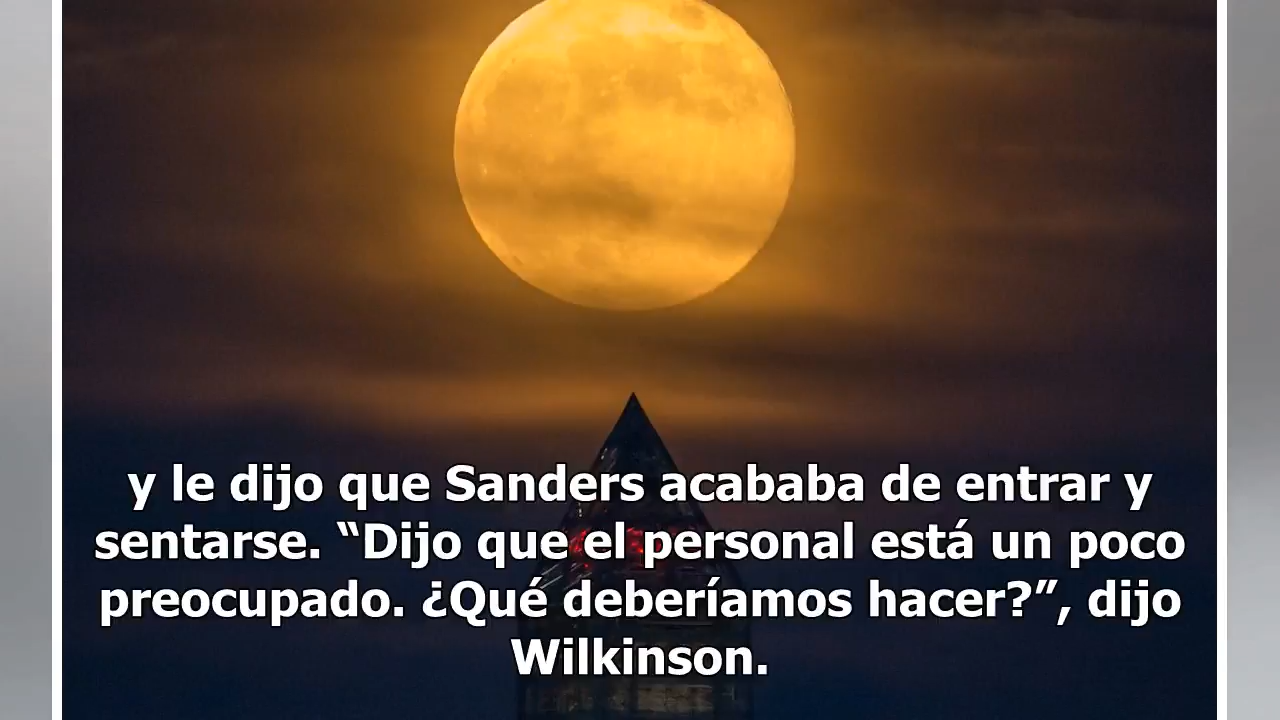 y le dijo que Sanders acababa de entrar y
sentarse. “Dijo que el personal está un poco
preocupado. ¿Qué deberíamos hacer?”, dijo
Wilkinson.